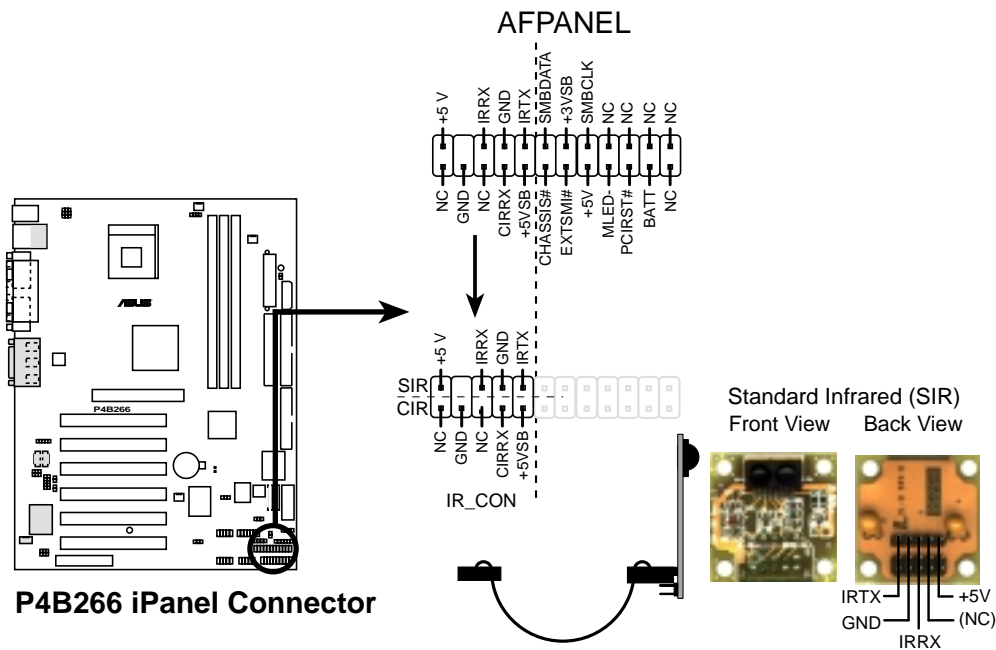 AFPANEL
+5 V
IRRX
GND
IRTX
SMBDATA
+3VSB
SMBCLK
NC
NC
NC
NC
NC
GND
NC
CIRRX
+5VSB
CHASSIS#
EXTSMI#
+5V
MLED-
PCIRST#
BATT
NC
/SUS
P4B266
+5 V
IRRX
GND
IRTX
SIR
CIR
NC
GND
NC
CIRRX
+5VSB
IR_CON
Standard Infrared (SIR)
Front View Back View
IRTX
GND
IRRX
+5V
(NC)
P4B266 iPanel Connector